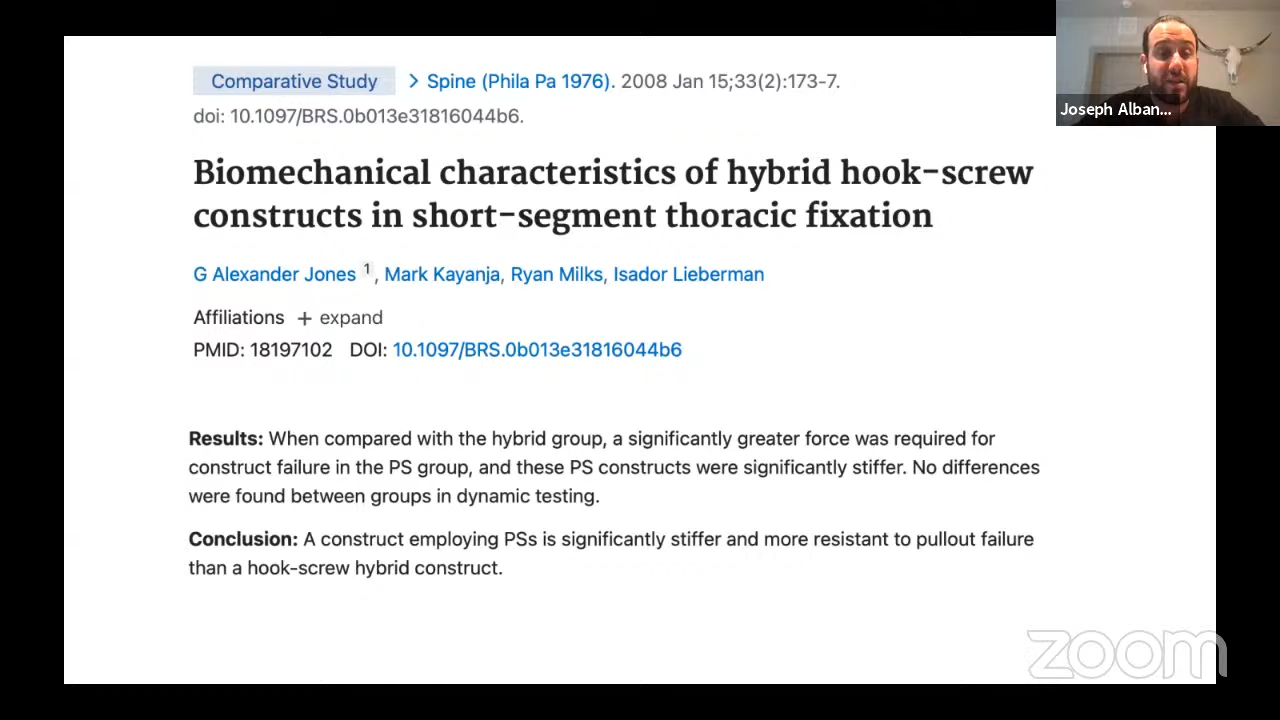 Comparative Study > Spine (Phila Pa 1976). 2008 Jan 15;33(2):173-7.
doi: 10.1097/BRS.0b013e31816044b6.
Biomechanical characteristics of hybrid hook-screw
constructs in short-segment thoracic fixation
G Alexander Jones 1, Mark Kayanja, Ryan Milks, Isador Lieberman
Affiliations + expand
PMID: 18197102 DOI: 10.1097/BRS.0b013e31816044b6
Results: When compared with the hybrid group, a significantly greater force was required for
construct failure in the PS group, and these PS constructs were significantly stiffer. No differences
were found between groups in dynamic testing.
Conclusion: A construct employing PSs is significantly stiffer and more resistant to pullout failure
than a hook-screw hybrid construct.
Joseph Alban...
zoom